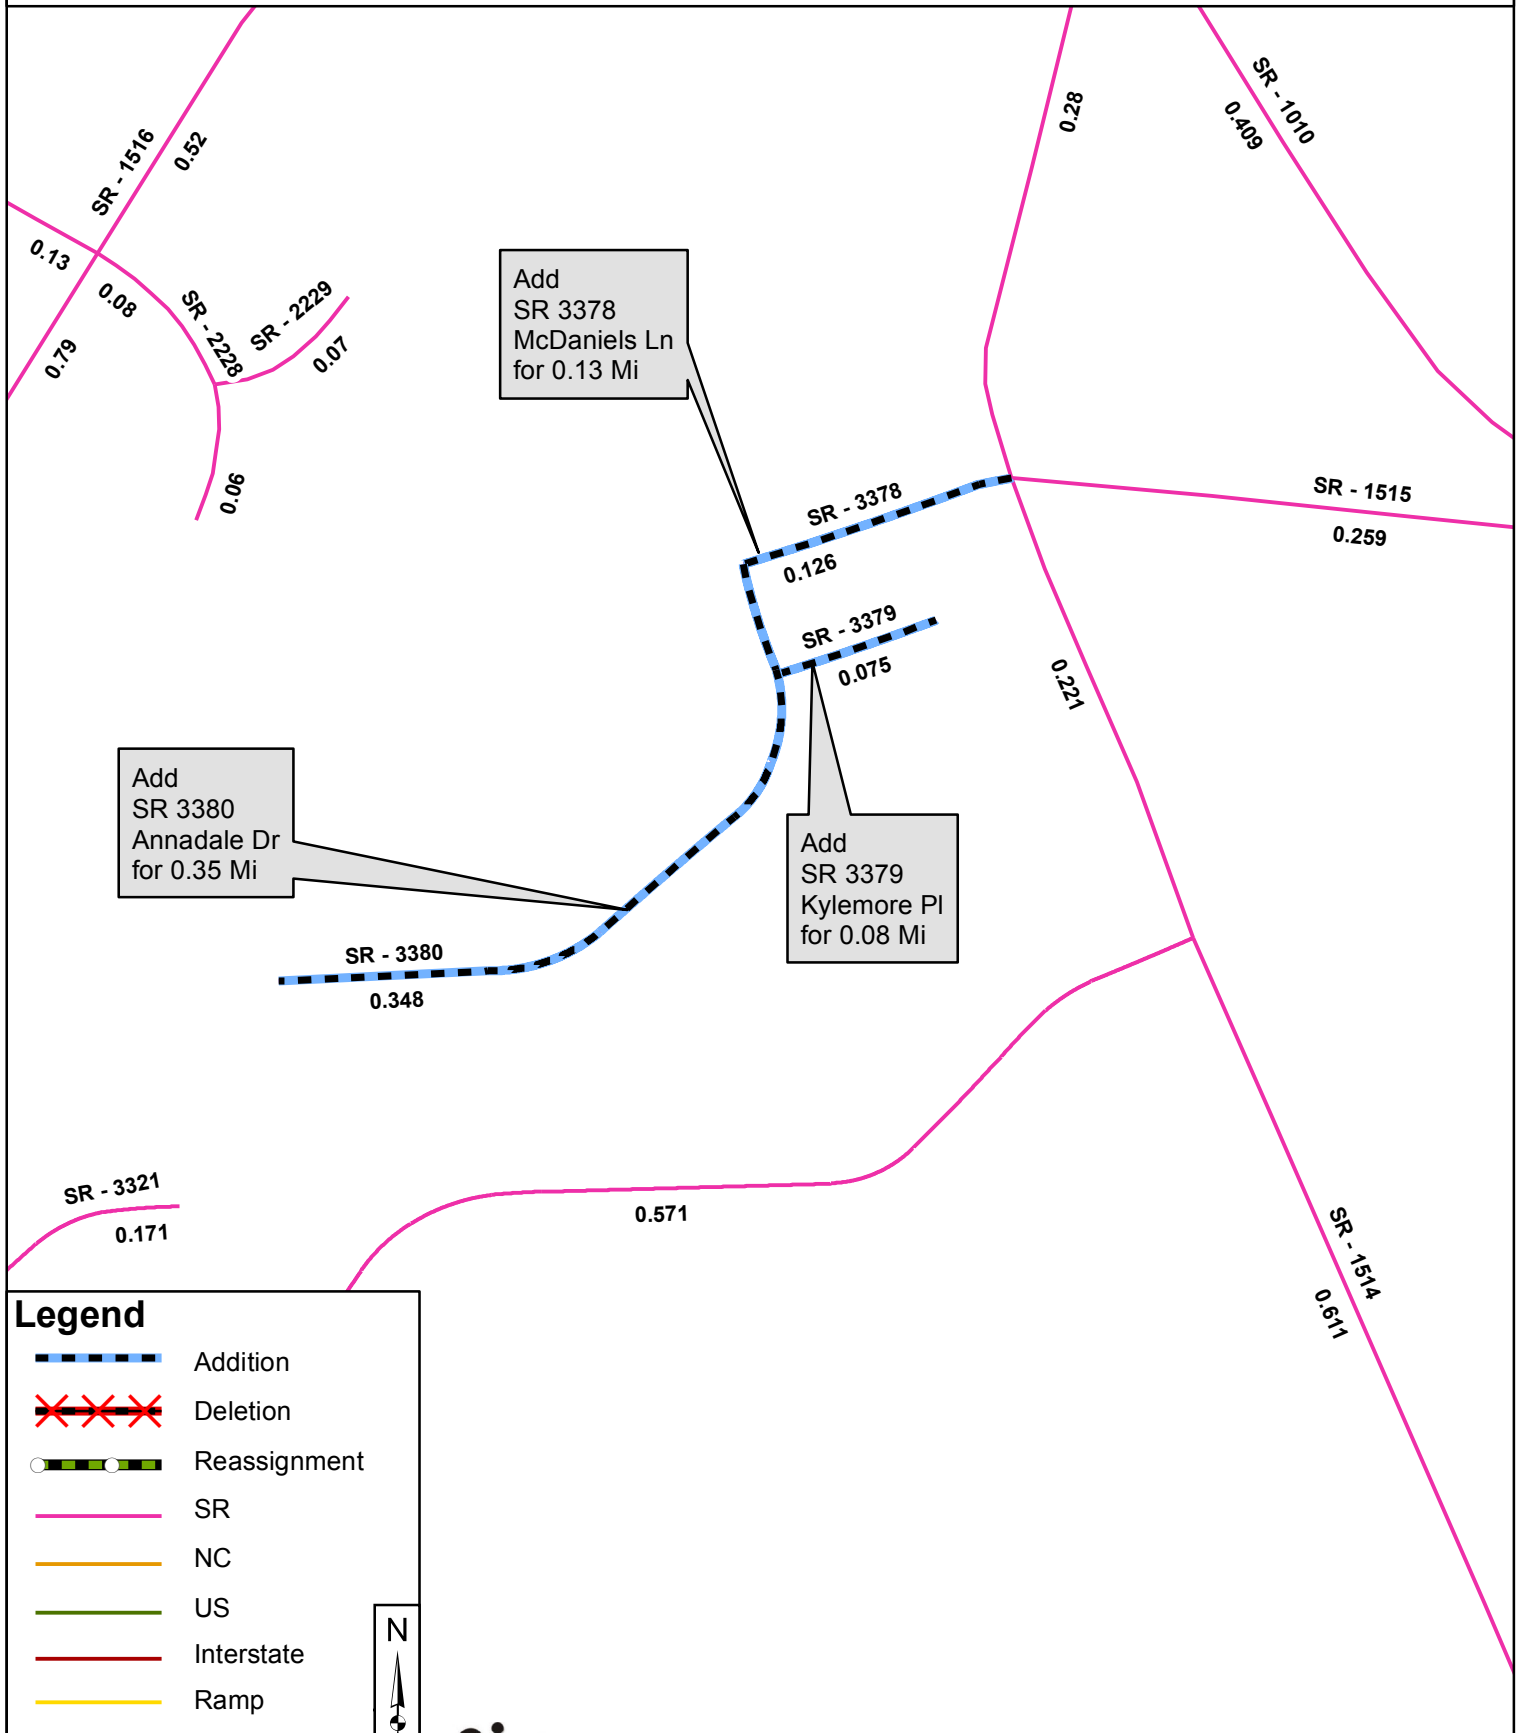 SR - 1516
0.52
0.13
0.08
0.79
SR - 2228
SR - 2229
0.07
0.06
0.28
SR - 1010
0.409
Add
SR 3378
McDaniels Ln
for 0.13 Mi
SR - 3378
0.126
SR - 1515
0.259
SR - 3379
0.075
0.221
Add
SR 3380
Annadale Dr
for 0.35 Mi
Add
SR 3379
Kylemore Pl
for 0.08 Mi
SR - 3380
0.348
SR - 3321
0.171
0.571
SR - 1514
0.611
Legend
Addition
Deletion
Reassignment
SR
NC
US
Interstate
Ramp
N